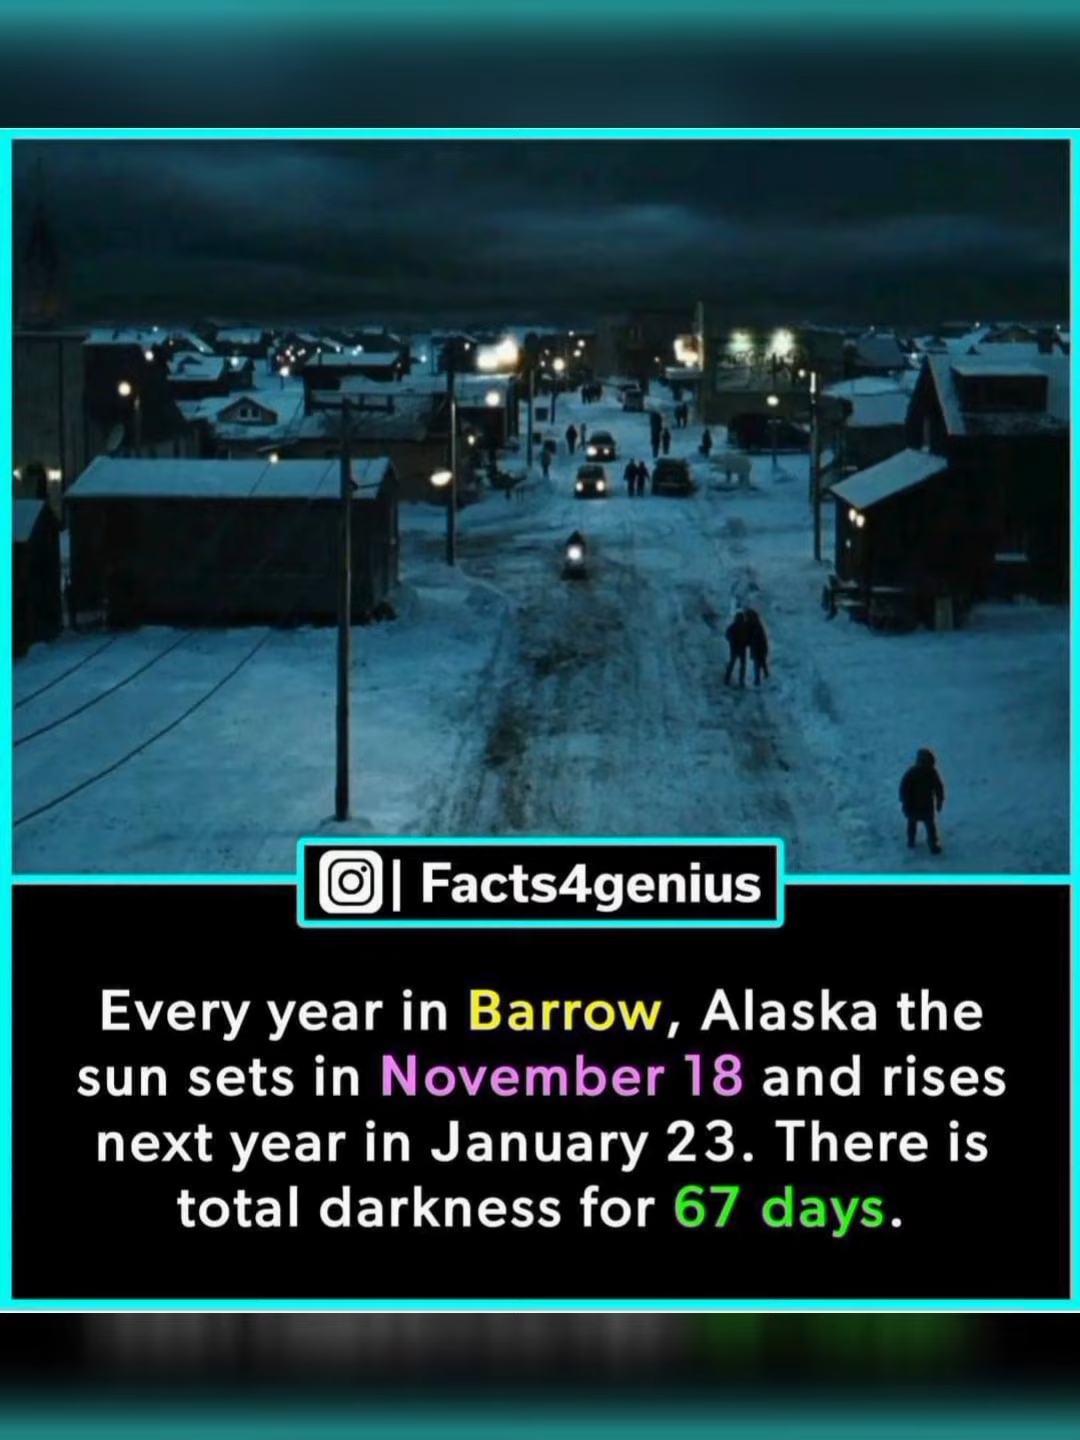 | Facts4genius
Every year in Barrow, Alaska the
sun sets in November 18 and rises
next year in January 23. There is
total darkness for 67 days.